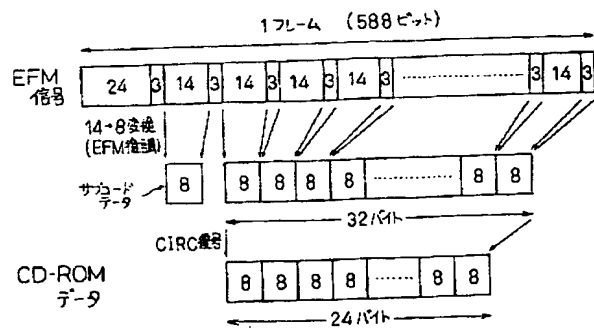 1フレーム (588ビット)
EFM
信号
24 3 14 3 14 3 14 3 14 3 3 14 3
14→8変換
(EFM復調)
サブコード
データ
8 8 8 8 8 8 8
32バイト
CIRC復号
CD-ROM
データ
8 8 8 8 8 8
24バイト